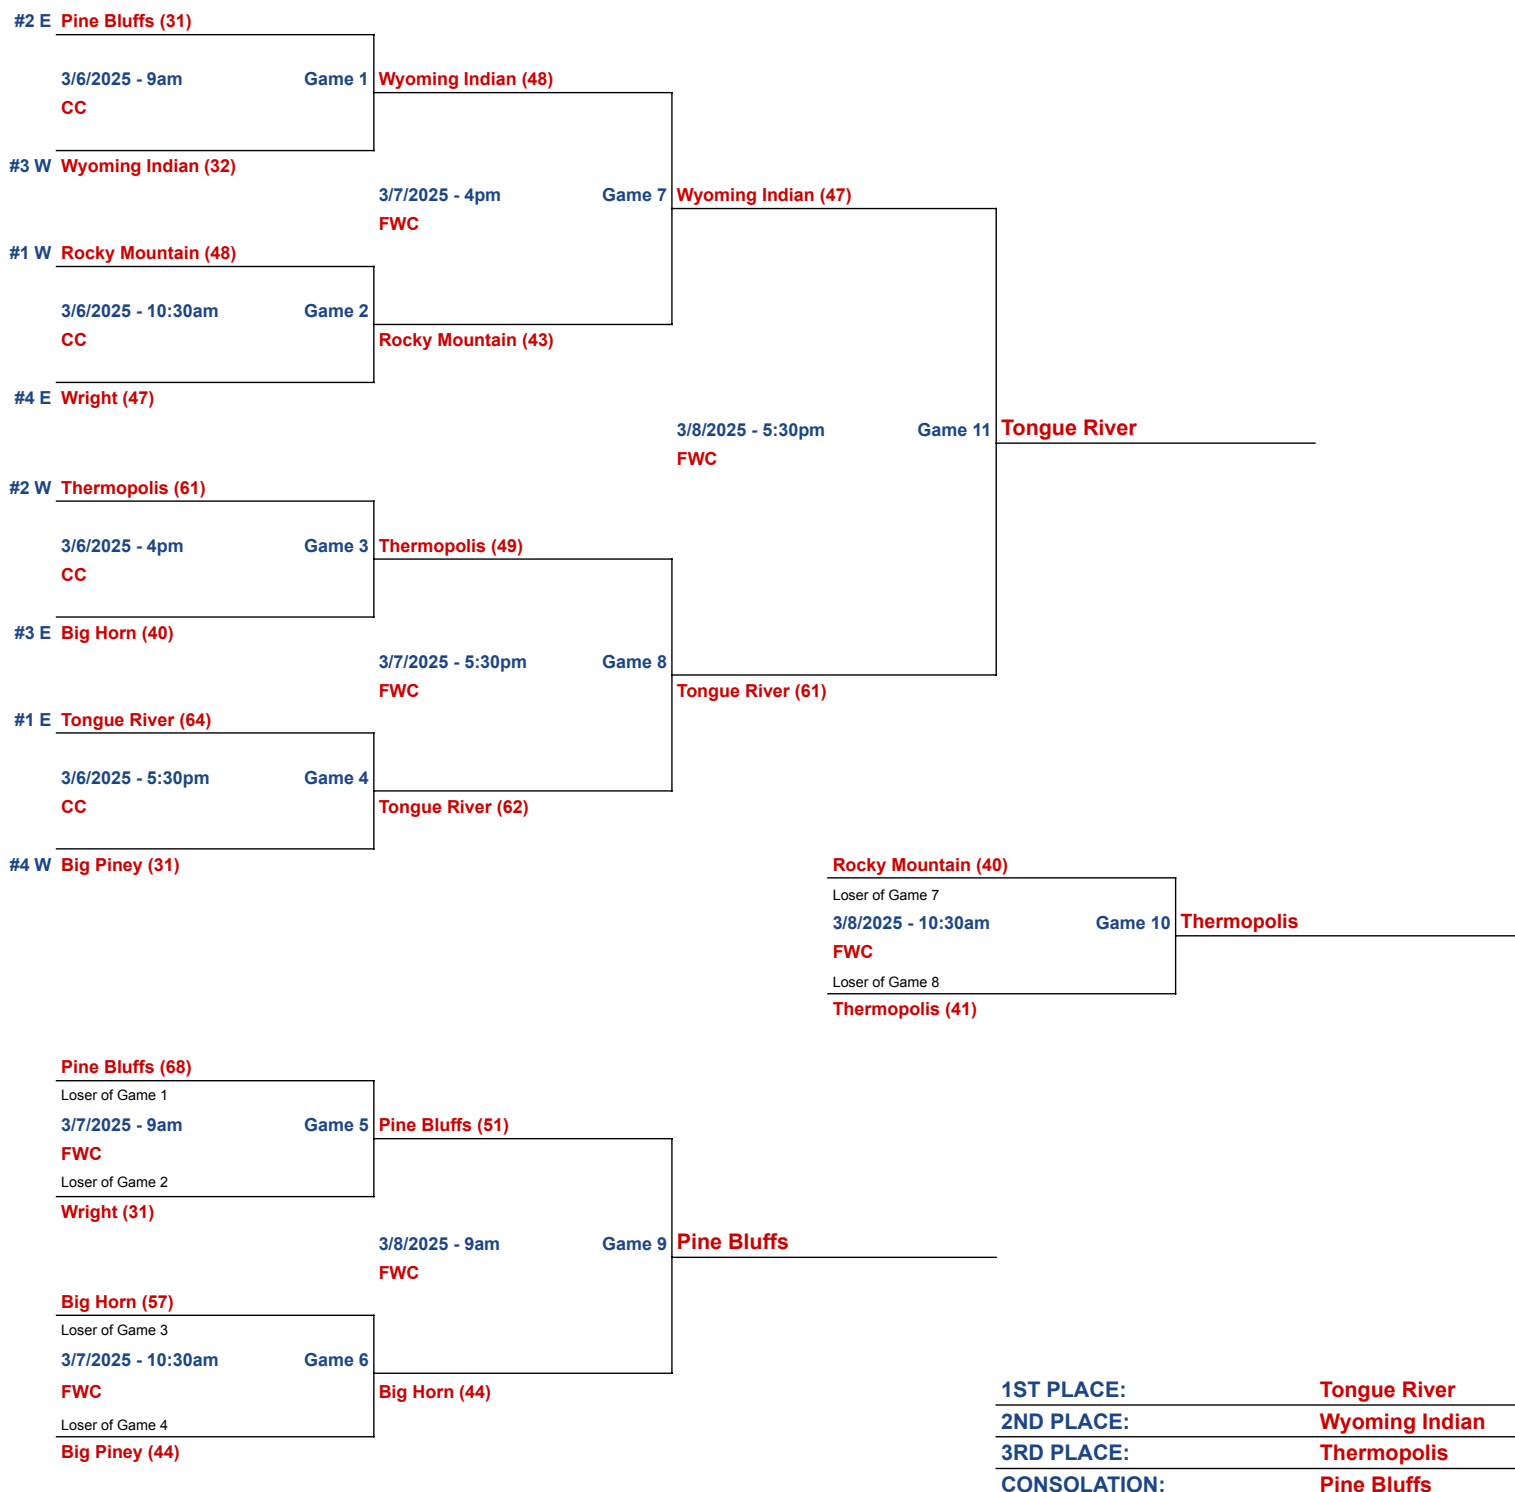 #2 E Pine Bluffs (31)
3/6/2025 - 9am Game 1 Wyoming Indian (48)
CC
#3 W Wyoming Indian (32)
3/7/2025 - 4pm Game 7 Wyoming Indian (47)
FWC
#1 W Rocky Mountain (48)
3/6/2025 - 10:30am Game 2
CC Rocky Mountain (43)
#4 E Wright (47)
3/8/2025 - 5:30pm Game 11 Tongue River
FWC
#2 W Thermopolis (61)
3/6/2025 - 4pm Game 3 Thermopolis (49)
CC
#3 E Big Horn (40)
3/7/2025 - 5:30pm Game 8
FWC Tongue River (61)
#1 E Tongue River (64)
3/6/2025 - 5:30pm Game 4
CC Tongue River (62)
#4 W Big Piney (31) Rocky Mountain (40)
Loser of Game 7
3/8/2025 - 10:30am Game 10 Thermopolis
FWC
Loser of Game 8
Thermopolis (41)
Pine Bluffs (68)
Loser of Game 1
3/7/2025 - 9am Game 5 Pine Bluffs (51)
FWC
Loser of Game 2
Wright (31)
3/8/2025 - 9am Game 9 Pine Bluffs
FWC
Big Horn (57)
Loser of Game 3
3/7/2025 - 10:30am Game 6
FWC Big Horn (44)
Loser of Game 4
Big Piney (44)
1ST PLACE: Tongue River
2ND PLACE: Wyoming Indian
3RD PLACE: Thermopolis
CONSOLATION: Pine Bluffs